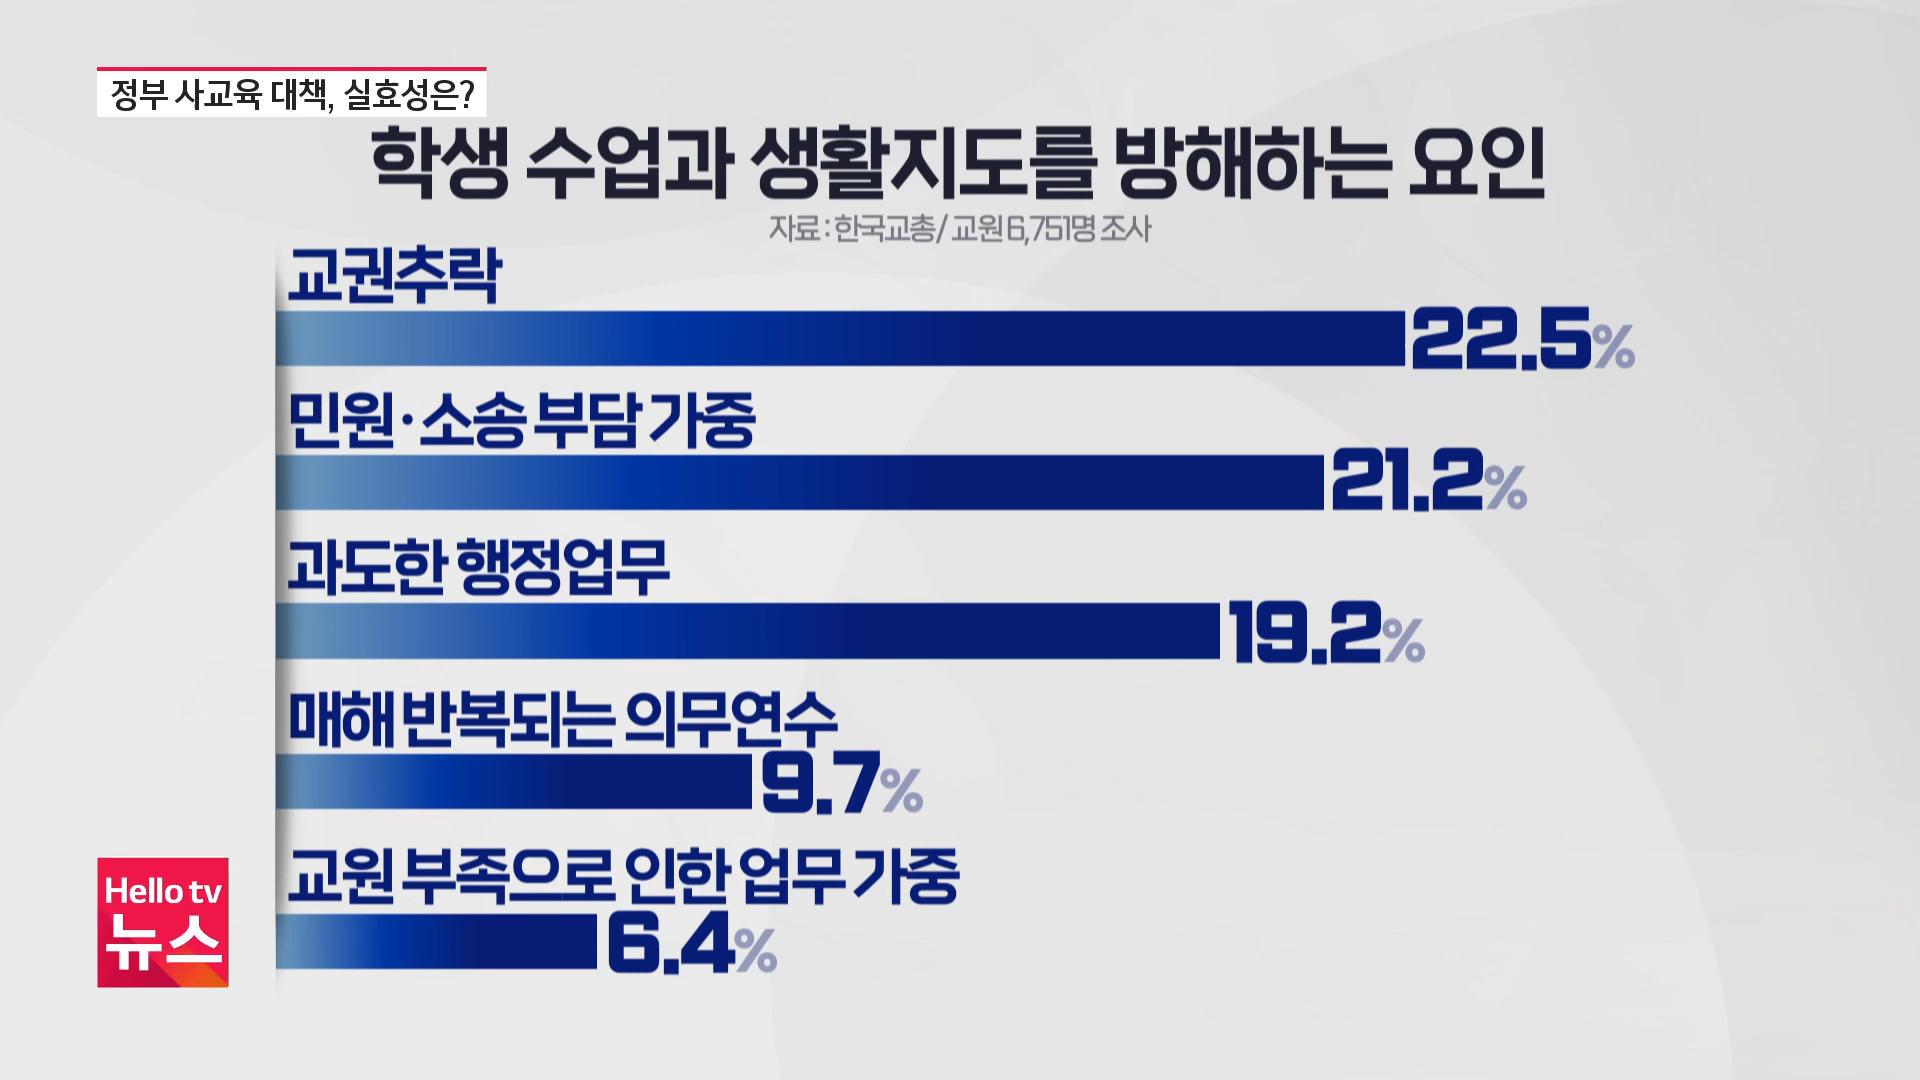 정부 사교육 대책, 실효성은?
학생 수업과 생활지도를 방해하는 요인
자료 : 한국교총 / 교원 6,751명 조사
교권추락
22.5%
민원·소송 부담 가중
21.2%
과도한 행정업무
19.2%
매해 반복되는 의무연수
9.7%
교원 부족으로 인한 업무 가중
6.4%
Hello tv
뉴스